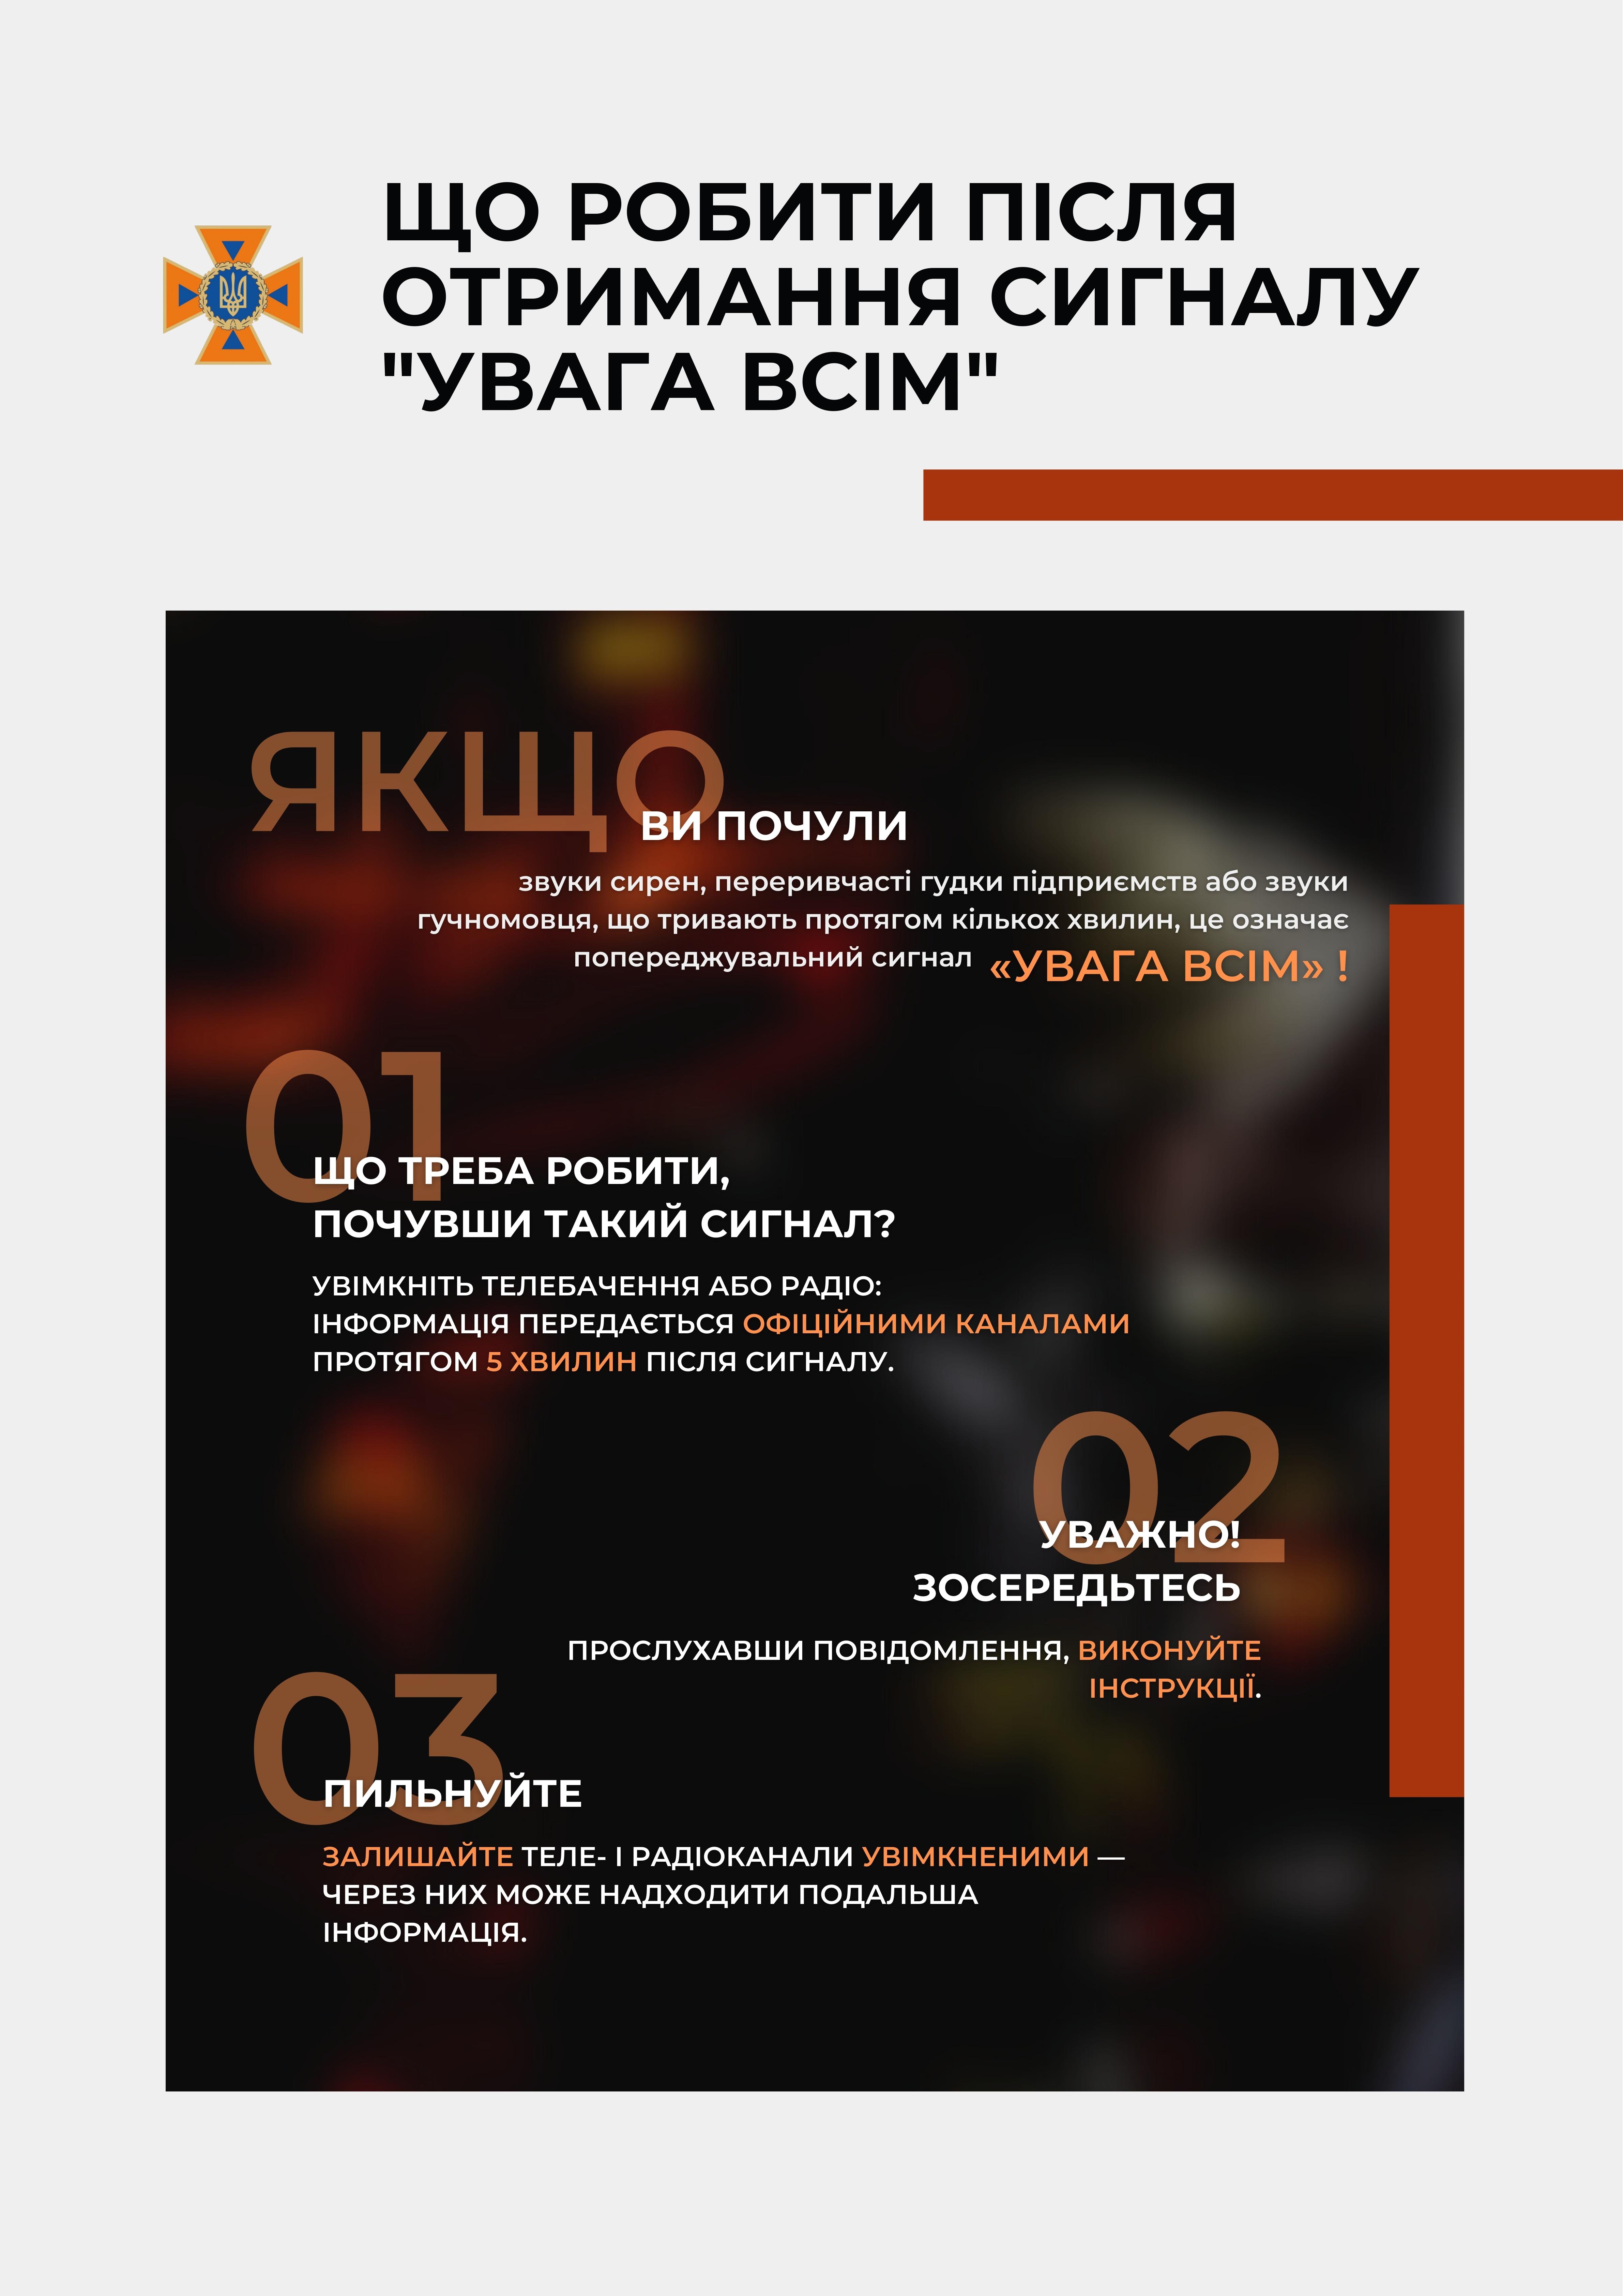 ЩО РОБИТИ ПІСЛЯ
ОТРИМАННЯ СИГНАЛУ
"УВАГА ВСІМ"
ЯКЩО
ВИ ПОЧУЛИ
звуки сирен, переривчасті гудки підприємств або звуки
гучномовця, що тривають протягом кількох хвилин, це означає
попереджувальний сигнал «УВАГА ВСІМ» !
01
ЩО ТРЕБА РОБИТИ,
ПОЧУВШИ ТАКИЙ СИГНАЛ?
УВІМКНІТЬ ТЕЛЕБАЧЕННЯ АБО РАДІО:
ІНФОРМАЦІЯ ПЕРЕДАЄТЬСЯ ОФІЦІЙНИМИ КАНАЛАМИ
ПРОТЯГОМ 5 ХВИЛИН ПІСЛЯ СИГНАЛУ.
02
УВАЖНО!
ЗОСЕРЕДЬТЕСЬ
ПРОСЛУХАВШИ ПОВІДОМЛЕННЯ, ВИКОНУЙТЕ
ІНСТРУКЦІЇ.
03
ПИЛЬНУЙТЕ
ЗАЛИШАЙТЕ ТЕЛЕ- І РАДІОКАНАЛИ УВІМКНЕНИМИ —
ЧЕРЕЗ НИХ МОЖЕ НАДХОДИТИ ПОДАЛЬША
ІНФОРМАЦІЯ.